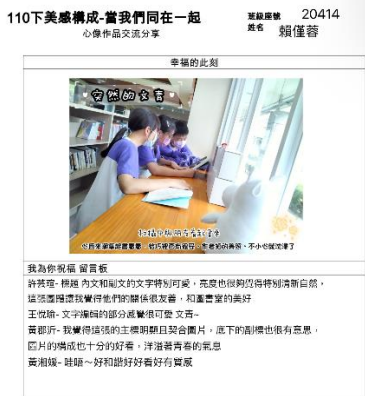 110下美感構成-當我們同在一起
班級座號 20414
心像作品交流分享
姓名 賴僅蓉
幸福的此刻
突然的文青
我為你祝福 留言板
許薇瑄- 標題 內文和副文的文字特別可愛，亮度也很夠覺得特別清新自然，
這張圖隱讓我覺得他們的關係很友善，和圖書室的美好
王悅瑜- 文字編輯的部分感覺很可愛 文青~
黃郡沂- 我覺得這張的主標明顯且契合圖片，底下的副標也很有意思，
圖片的構成也十分的好看，洋溢著青春的氣息
黃湘媛- 哇唔～好和諧好好看好有質感